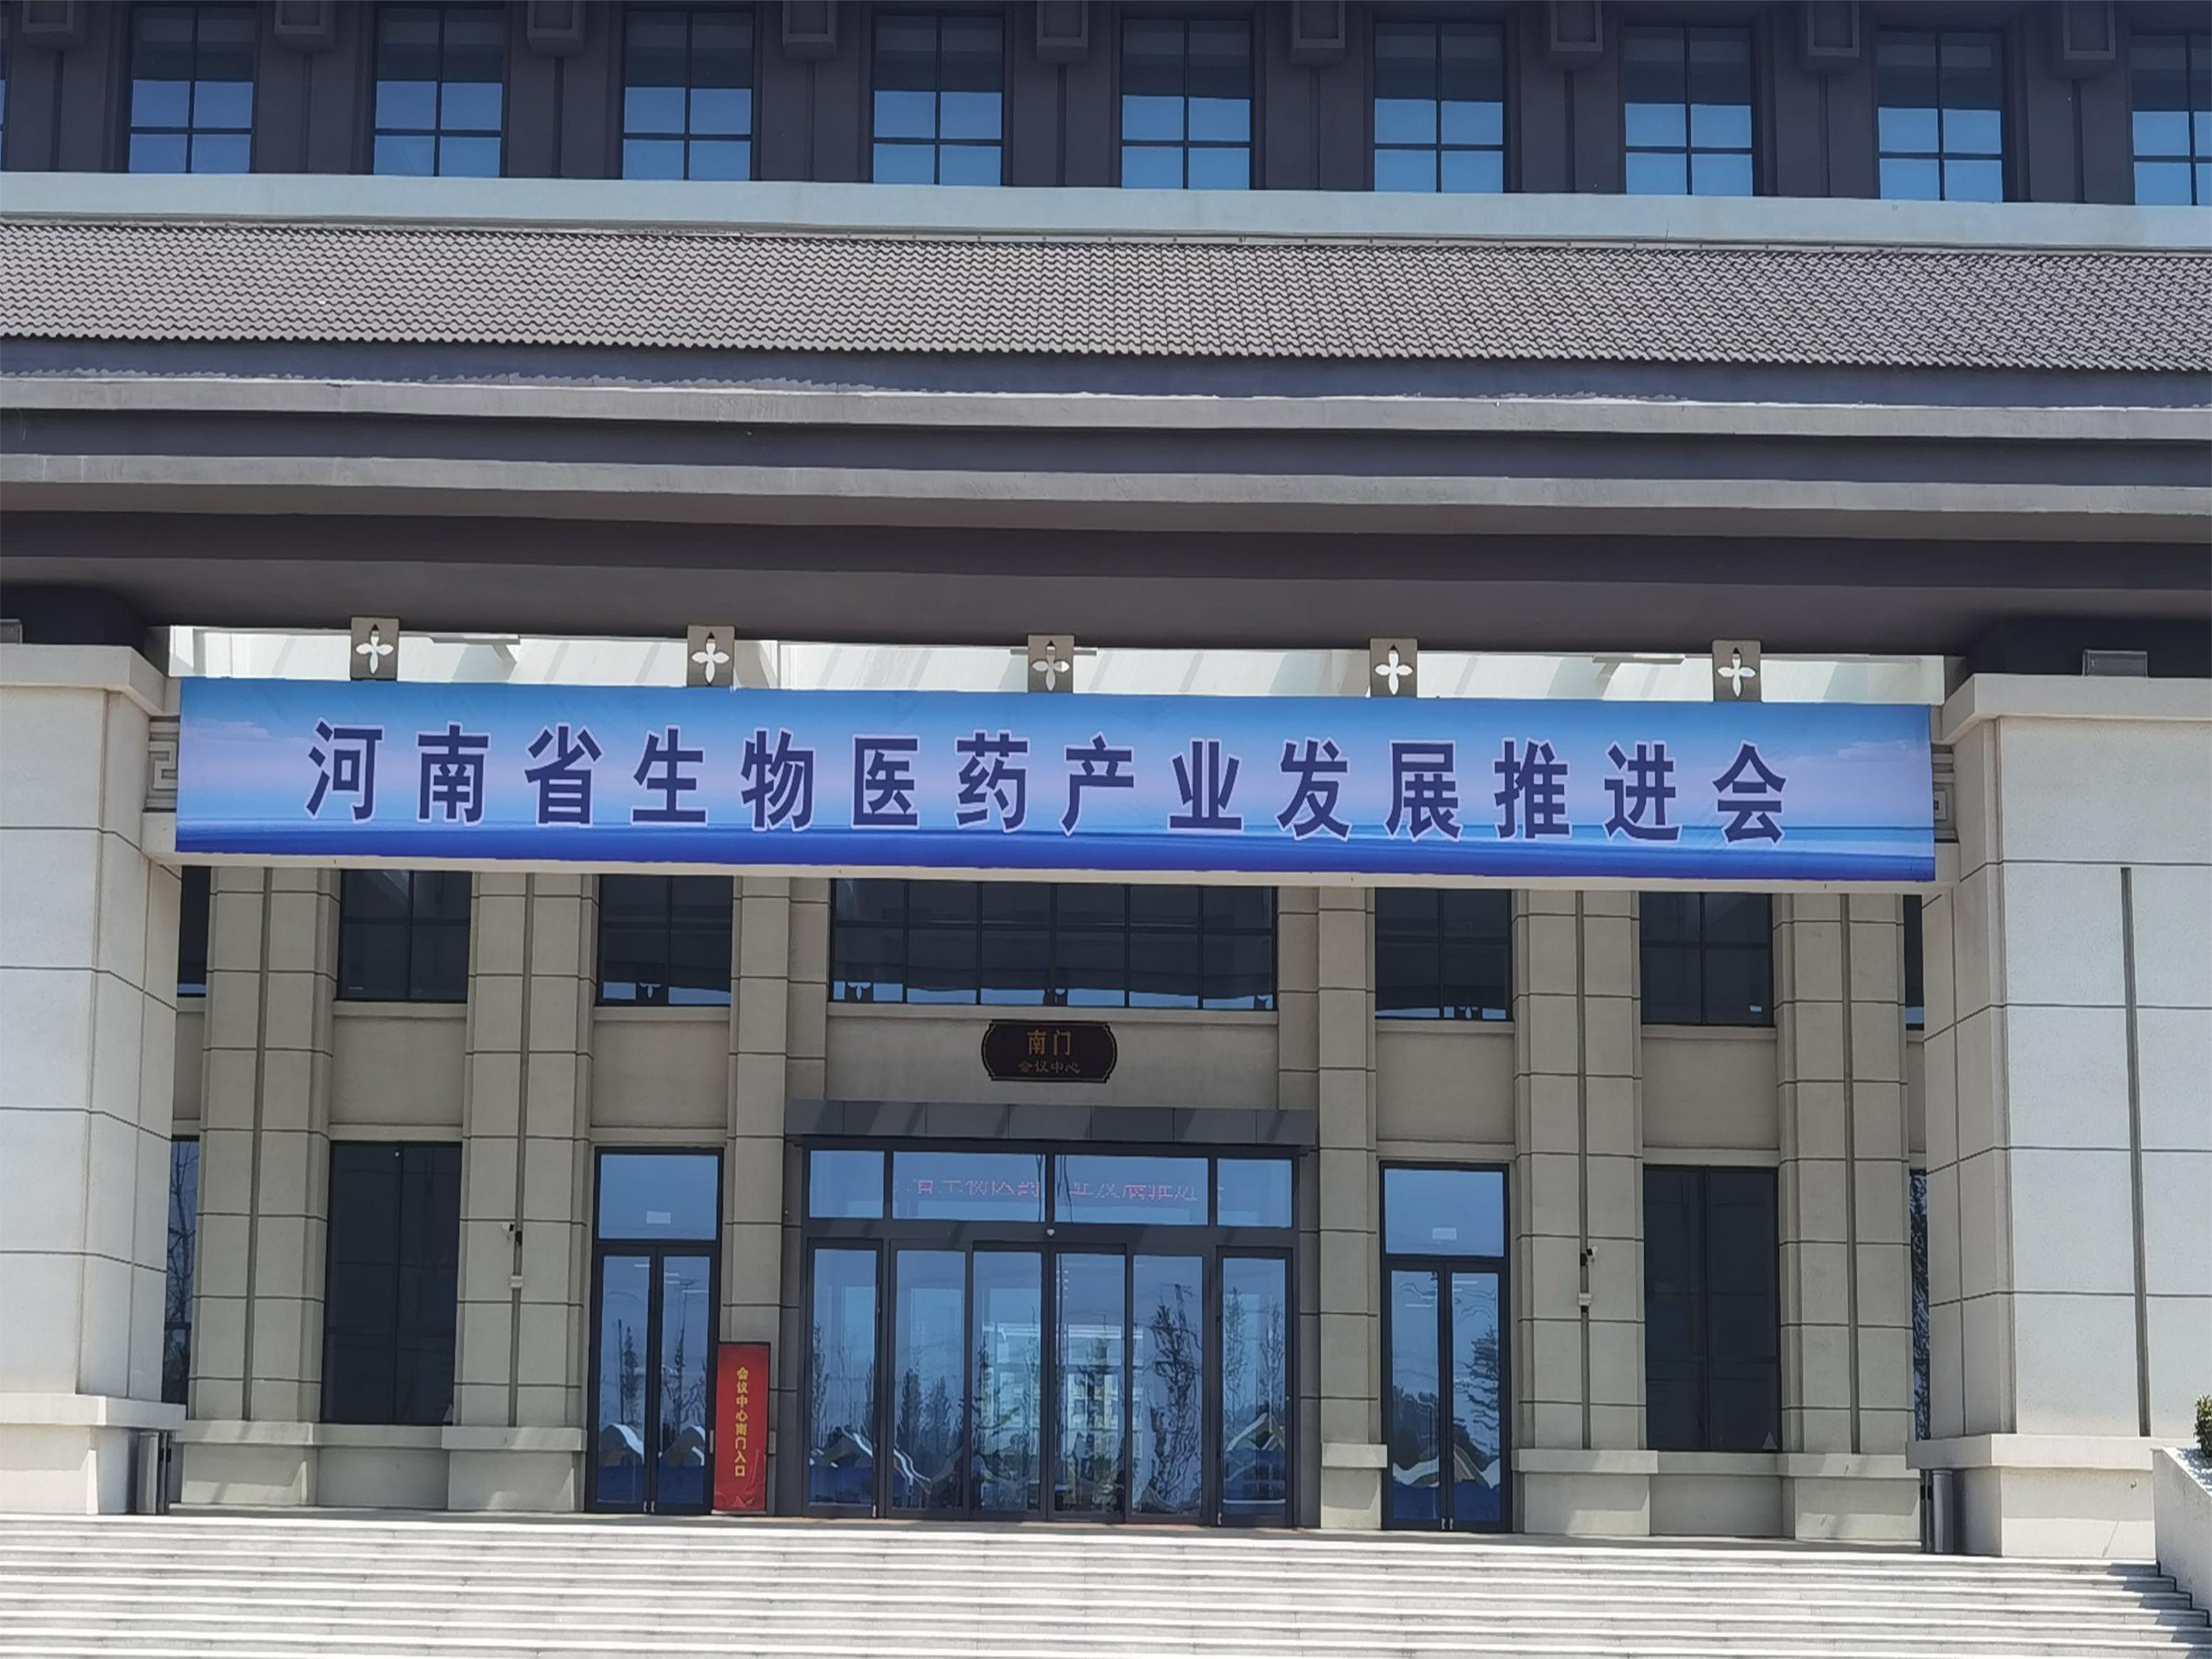 河南省生物医药产业发展推进会
南门
会议中心
会议中心南门入口